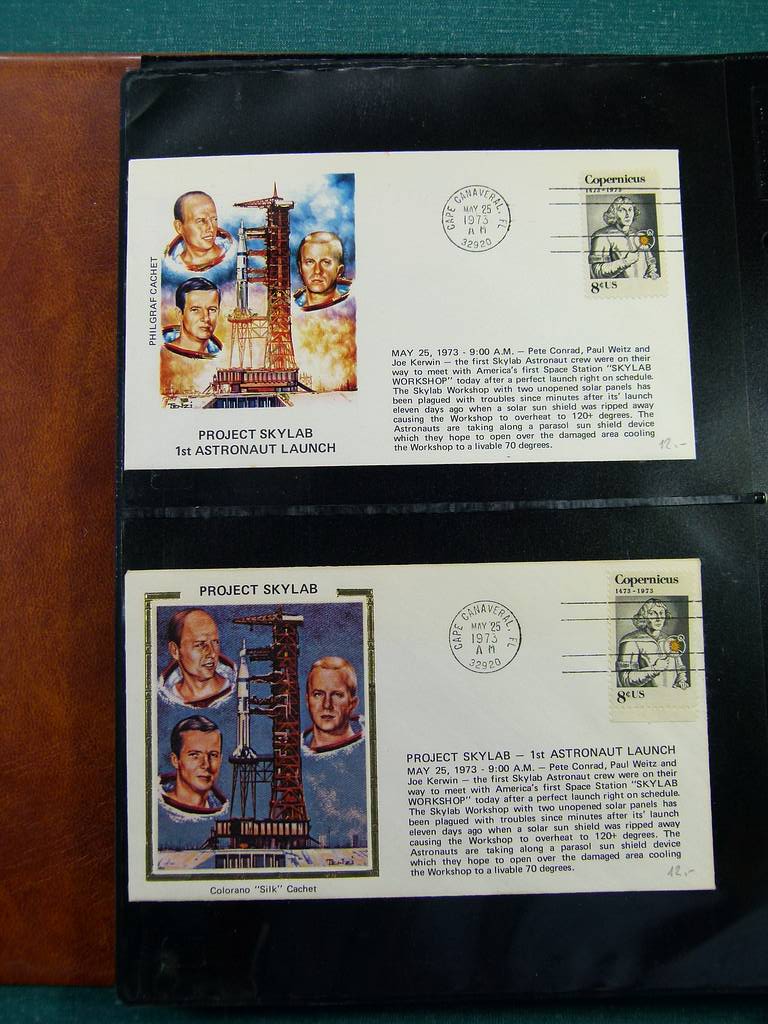 PHILGRAF CACHET
PROJECT SKYLAB
1st ASTRONAUT LAUNCH
CAPE CANAVERAL, FL
MAY 25
1973
AM
32920
Copernicus
1473-1973
8¢US
MAY 25, 1973 - 9:00 A.M. — Pete Conrad, Paul Weitz and
Joe Kerwin — the first Skylab Astronaut crew were on their
way to meet with America's first Space Station "SKYLAB
WORKSHOP" today after a perfect launch right on schedule.
The Skylab Workshop with two unopened solar panels has
been plagued with troubles since minutes after its' launch
eleven days ago when a solar sun shield was ripped away
causing the Workshop to overheat to 120+ degrees. The
Astronauts are taking along a parasol sun shield device
which they hope to open over the damaged area cooling
the Workshop to a livable 70 degrees.
12.-
PROJECT SKYLAB
Colorano "Silk" Cachet
CAPE CANAVERAL, FL
MAY 25
1973
AM
32920
Copernicus
1473-1973
8¢US
PROJECT SKYLAB — 1st ASTRONAUT LAUNCH
MAY 25, 1973 - 9:00 A.M. — Pete Conrad, Paul Weitz and
Joe Kerwin — the first Skylab Astronaut crew were on their
way to meet with America's first Space Station "SKYLAB
WORKSHOP" today after a perfect launch right on schedule.
The Skylab Workshop with two unopened solar panels has
been plagued with troubles since minutes after its' launch
eleven days ago when a solar sun shield was ripped away
causing the Workshop to overheat to 120+ degrees. The
Astronauts are taking along a parasol sun shield device
which they hope to open over the damaged area cooling
the Workshop to a livable 70 degrees.
12.-